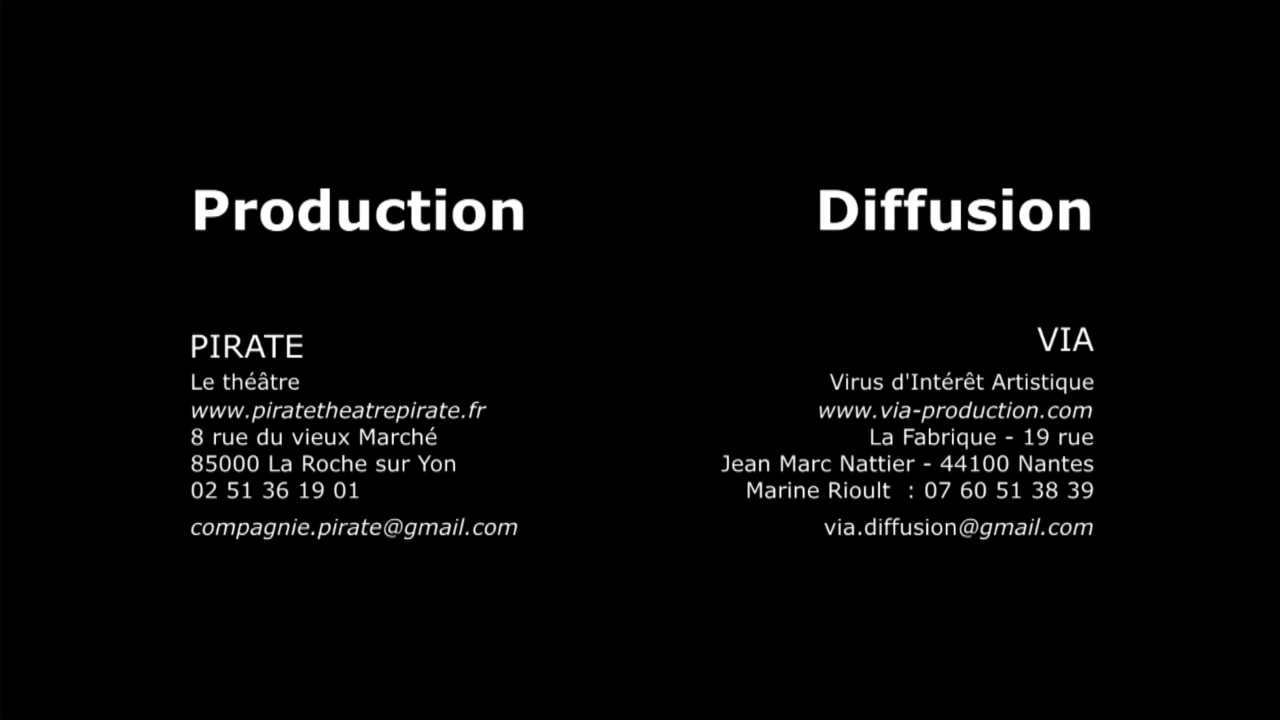 Production
PIRATE
Le théâtre
www.piratetheatrepirate.fr
8 rue du vieux Marché
85000 La Roche sur Yon
02 51 36 19 01
compagnie.pirate@gmail.com
Diffusion
VIA
Virus d'Intérêt Artistique
www.via-production.com
La Fabrique - 19 rue
Jean Marc Nattier - 44100 Nantes
Marine Rioult : 07 60 51 38 39
via.diffusion@gmail.com